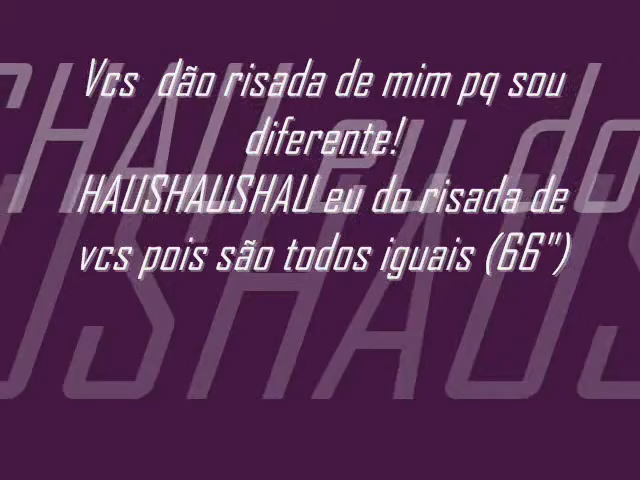 Vcs dão risada de mim pq sou
diferente!
HAUSHAUSHAU eu do risada de
vcs pois são todos iguais (66")